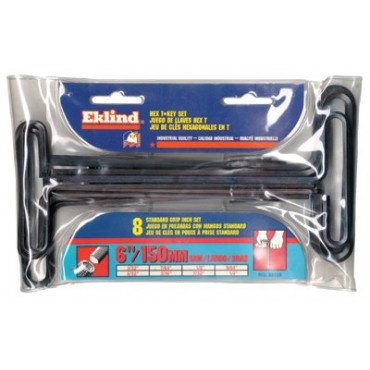 Eklind
HEX T-KEY SET
JUEGO DE LLAVES HEX T
JEU DE CLÉS HEXAGONALES EN T
INDUSTRIAL QUALITY - CALIDAD INDUSTRIAL - QUALITÉ INDUSTRIELLE
8 STANDARD GRIP INCH SET
JUEGO EN PULGADAS CON MANGOS STANDARD
JEU DE CLÉS EN POUCE À PRISE STANDARD
6"/150MM